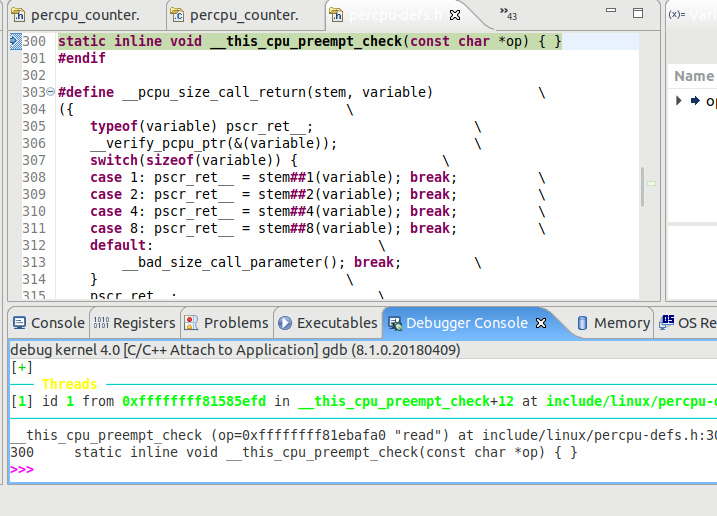 percpu_counter. percpu_counter. percpu-defs.h »43 (x)= Vari
300 static inline void __this_cpu_preempt_check(const char *op) { }
301 #endif
302
303 #define __pcpu_size_call_return(stem, variable) \
304 ({ \
305 typeof(variable) pscr_ret__; \
306 __verify_pcpu_ptr(&(variable)); \
307 switch(sizeof(variable)) { \
308 case 1: pscr_ret__ = stem##1(variable); break; \
309 case 2: pscr_ret__ = stem##2(variable); break; \
310 case 4: pscr_ret__ = stem##4(variable); break; \
311 case 8: pscr_ret__ = stem##8(variable); break; \
312 default: \
313 __bad_size_call_parameter(); break; \
314 } \
315 pscr_ret__; \
Name
op
Console Registers Problems Executables Debugger Console Memory OS Re
debug kernel 4.0 [C/C++ Attach to Application] gdb (8.1.0.20180409)
[+]
Threads
[1] id 1 from 0xffffffff81585efd in __this_cpu_preempt_check+12 at include/linux/percpu-d
__this_cpu_preempt_check (op=0xffffffff81ebafa0 "read") at include/linux/percpu-defs.h:30
300 static inline void __this_cpu_preempt_check(const char *op) { }
>>>